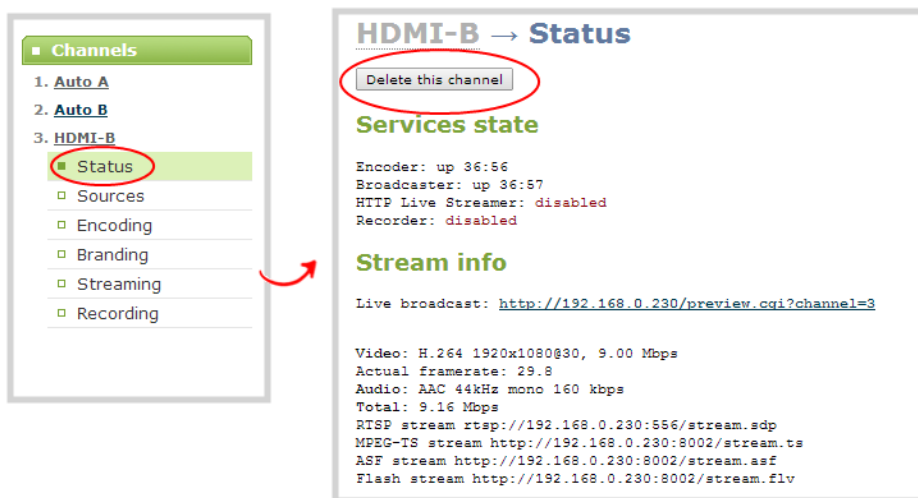 Channels
1. Auto A
2. Auto B
3. HDMI-B
Status
Sources
Encoding
Branding
Streaming
Recording
HDMI-B → Status
Delete this channel
Services state
Encoder: up 36:56
Broadcaster: up 36:57
HTTP Live Streamer: disabled
Recorder: disabled
Stream info
Live broadcast: http://192.168.0.230/preview.cgi?channel=3
Video: H.264 1920x1080@30, 9.00 Mbps
Actual framerate: 29.8
Audio: AAC 44kHz mono 160 kbps
Total: 9.16 Mbps
RTSP stream rtsp://192.168.0.230:556/stream.sdp
MPEG-TS stream http://192.168.0.230:8002/stream.ts
ASF stream http://192.168.0.230:8002/stream.asf
Flash stream http://192.168.0.230:8002/stream.flv